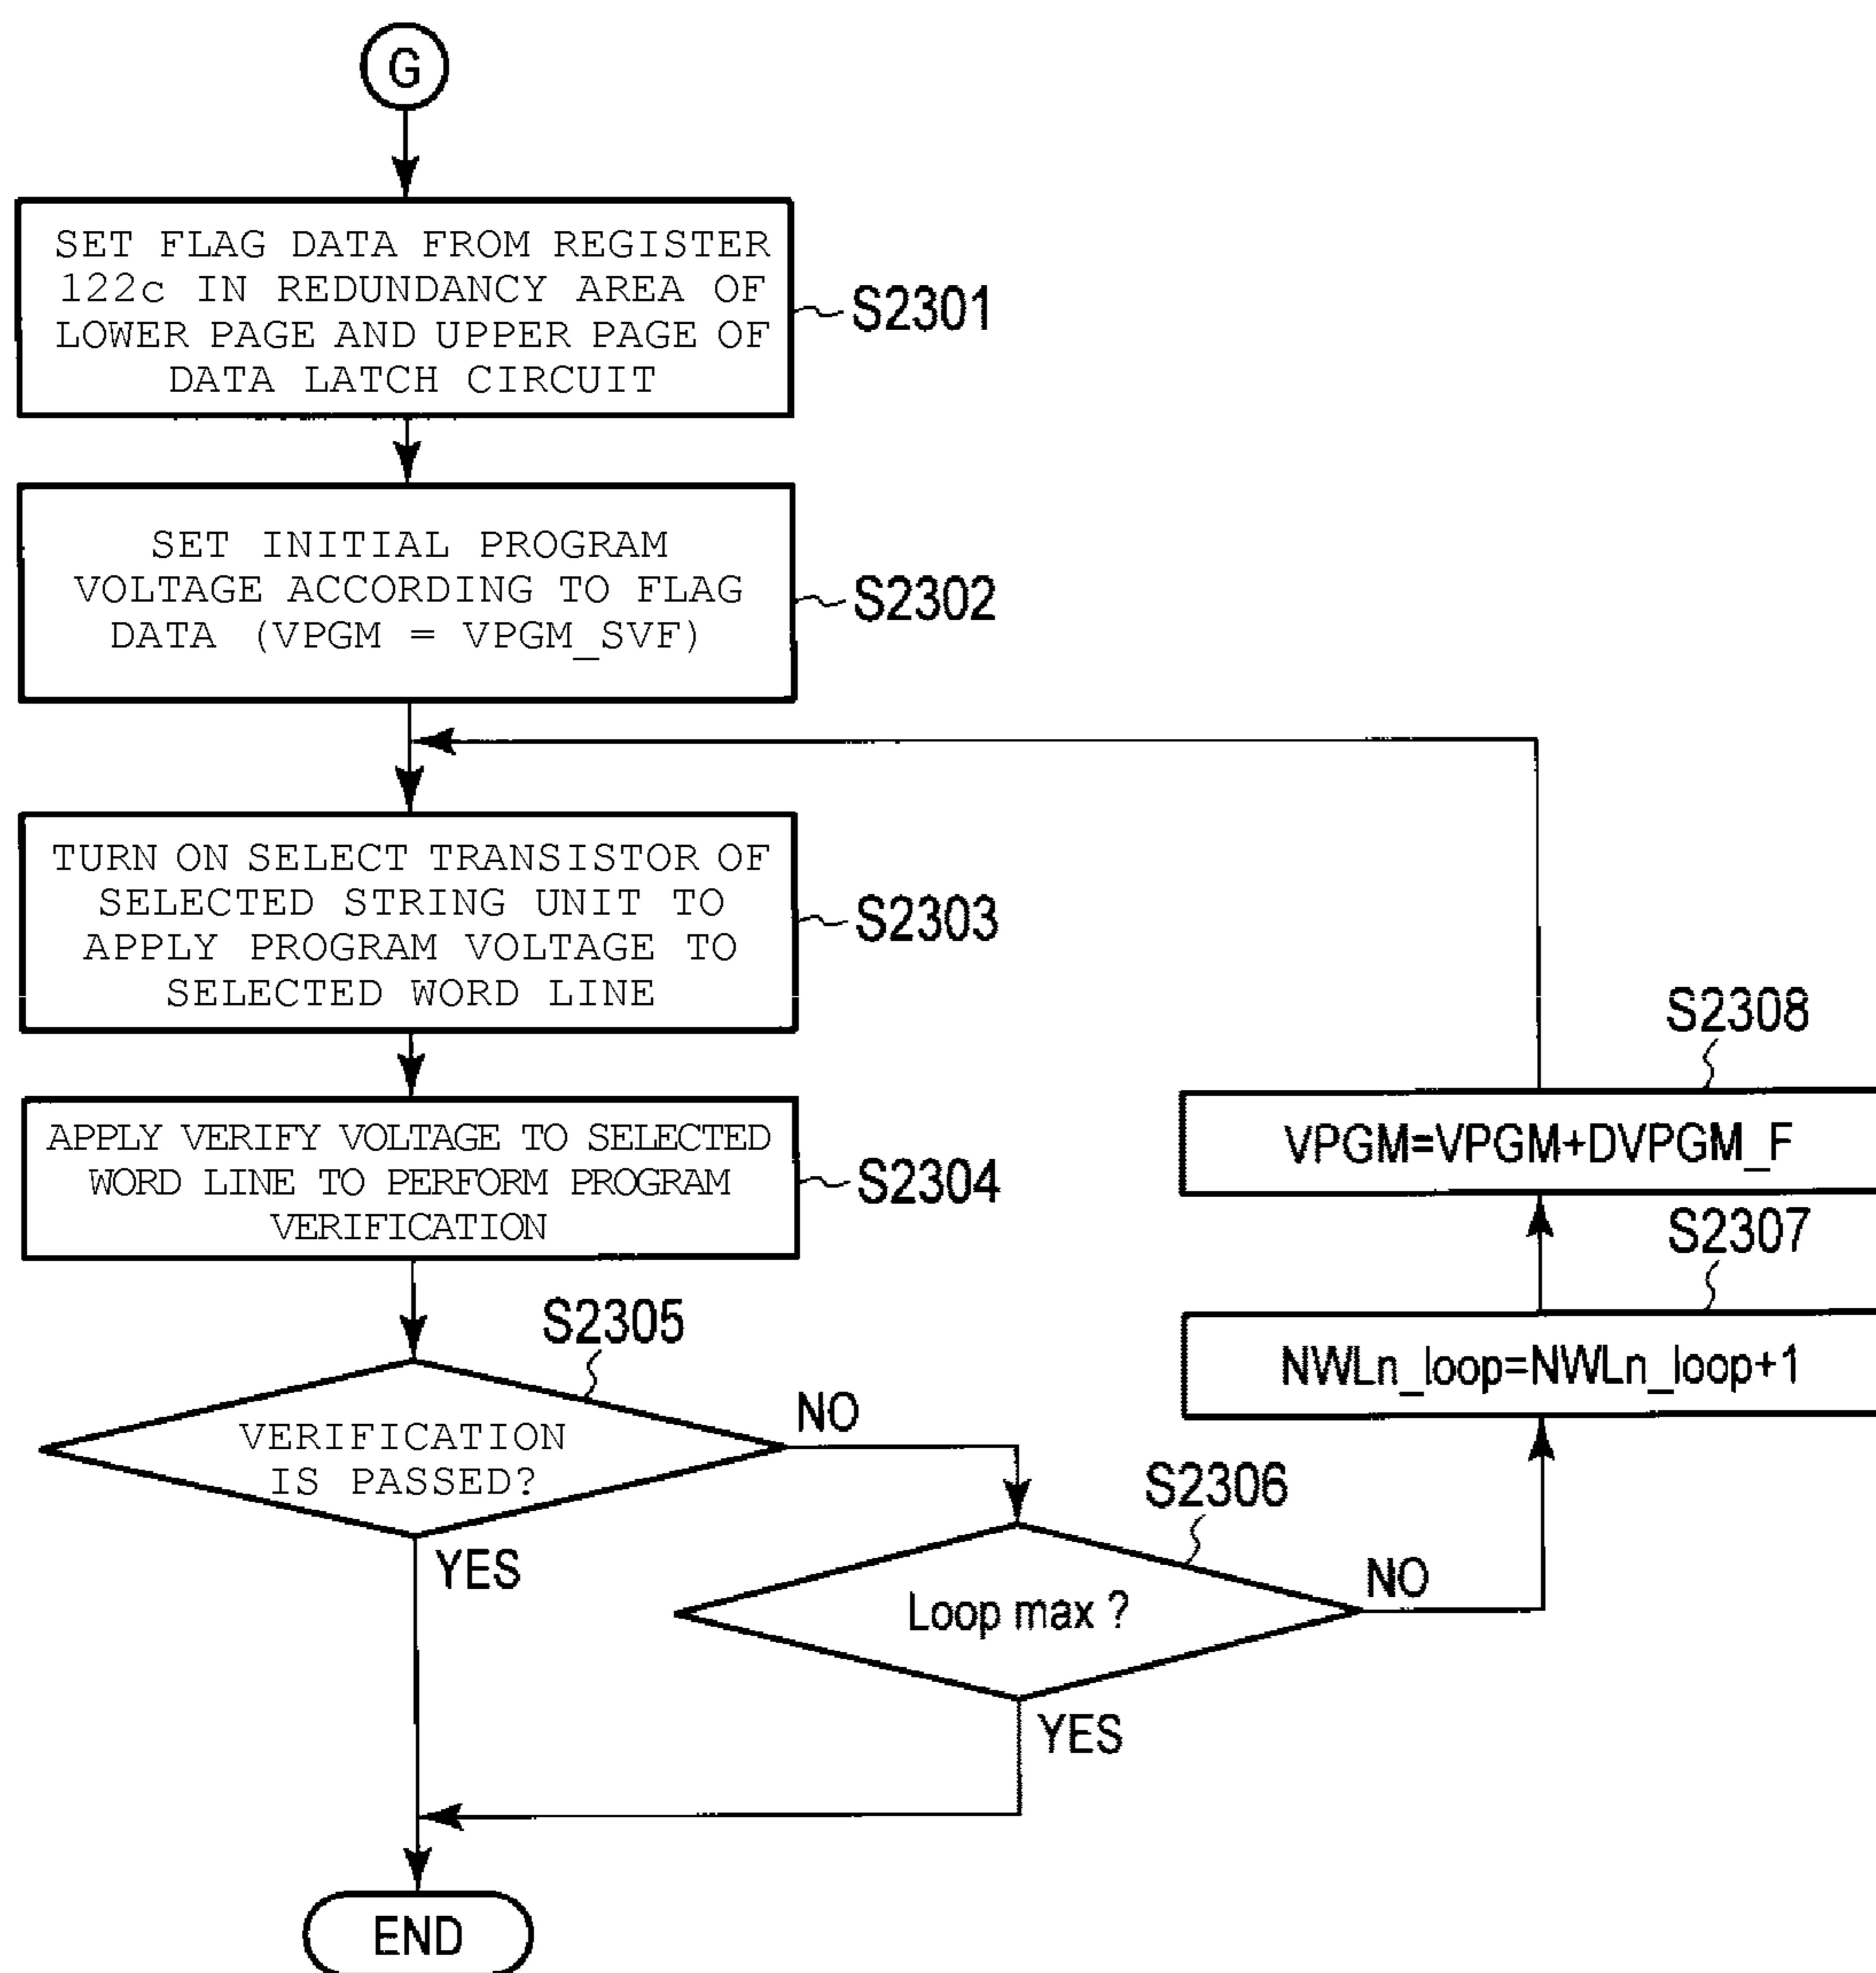 G
SET FLAG DATA FROM REGISTER
122c IN REDUNDANCY AREA OF
LOWER PAGE AND UPPER PAGE OF
DATA LATCH CIRCUIT
S2301
SET INITIAL PROGRAM
VOLTAGE ACCORDING TO FLAG
DATA (VPGM = VPGM_SVF)
S2302
TURN ON SELECT TRANSISTOR OF
SELECTED STRING UNIT TO
APPLY PROGRAM VOLTAGE TO
SELECTED WORD LINE
S2303
APPLY VERIFY VOLTAGE TO SELECTED
WORD LINE TO PERFORM PROGRAM
VERIFICATION
S2304
S2305
VERIFICATION
IS PASSED?
NO
YES
S2306
Loop max ?
NO
YES
S2307
NWLn_loop=NWLn_loop+1
S2308
VPGM=VPGM+DVPGM_F
END